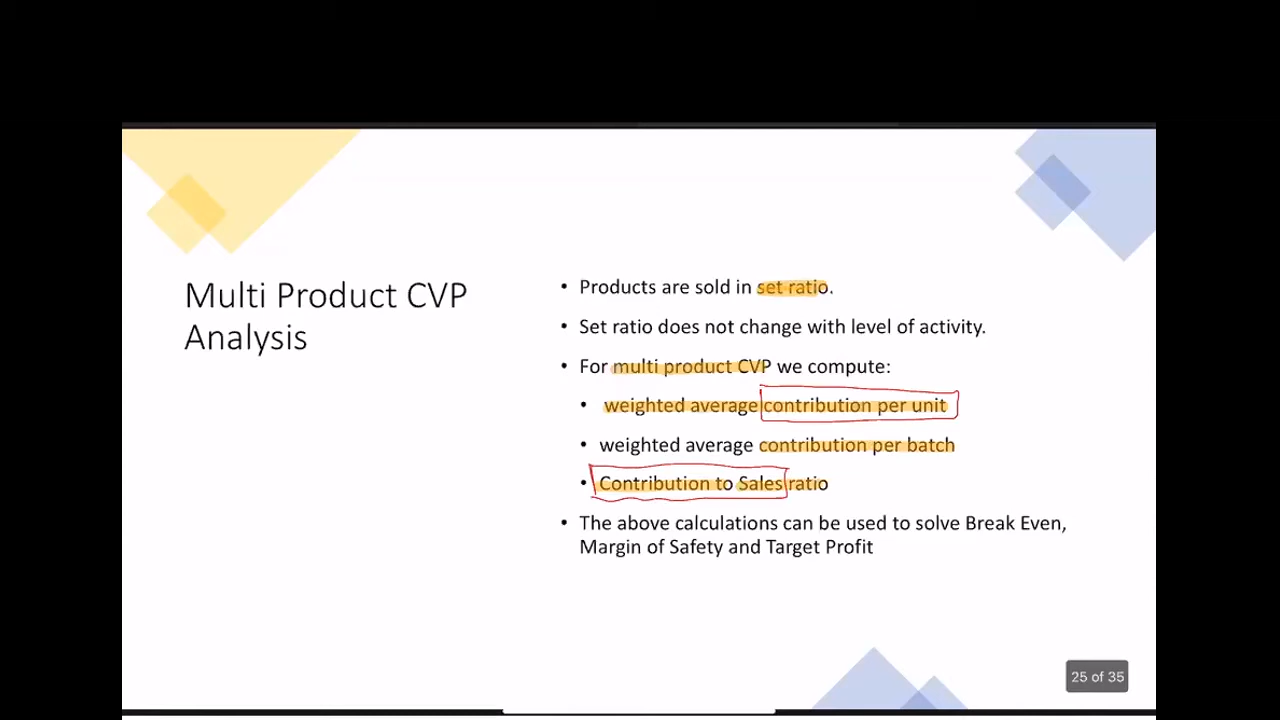 Multi Product CVP
Analysis
• Products are sold in set ratio.
• Set ratio does not change with level of activity.
• For multi product CVP we compute:
• weighted average contribution per unit
• weighted average contribution per batch
• Contribution to Sales ratio
• The above calculations can be used to solve Break Even,
Margin of Safety and Target Profit
25 of 35